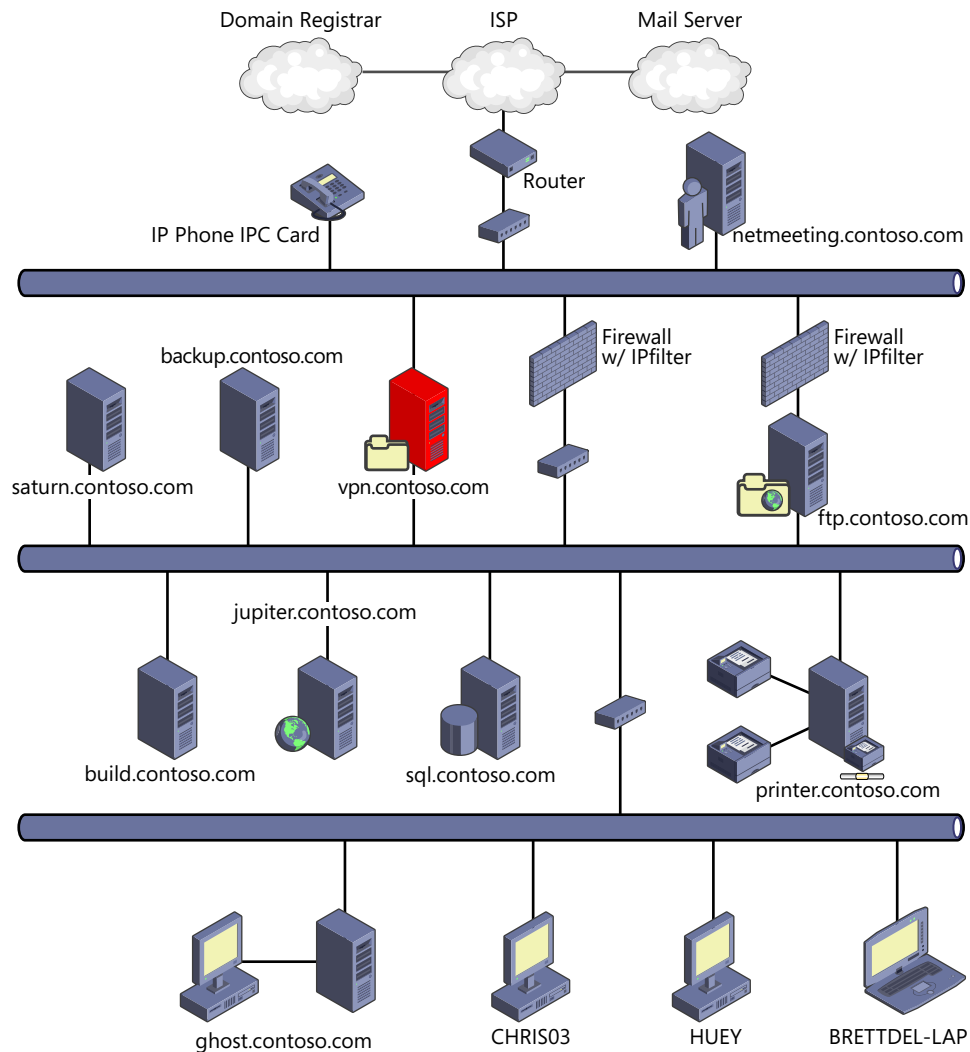 Domain Registrar
ISP
Mail Server
Router
IP Phone IPC Card
netmeeting.contoso.com
Firewall
w/ IPfilter
Firewall
w/ IPfilter
backup.contoso.com
saturn.contoso.com
vpn.contoso.com
ftp.contoso.com
jupiter.contoso.com
build.contoso.com
sql.contoso.com
printer.contoso.com
ghost.contoso.com
CHRIS03
HUEY
BRETTDEL-LAP